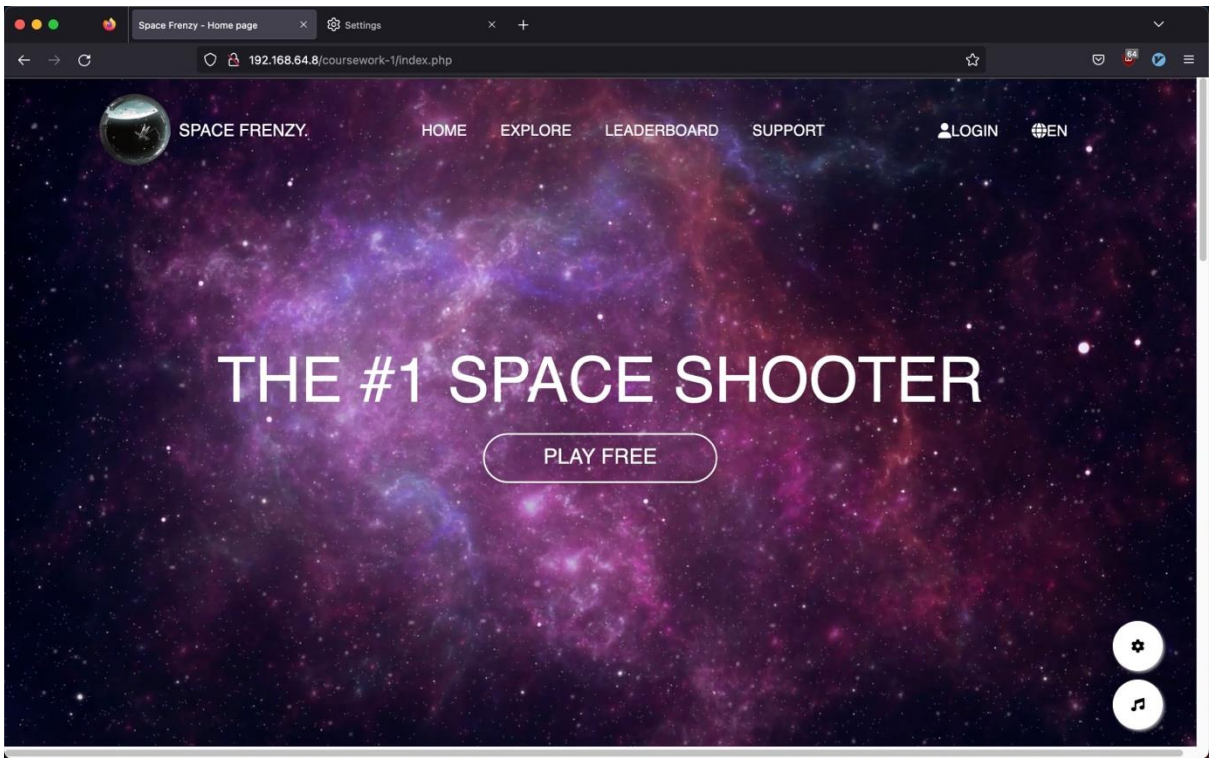 Space Frenzy - Home page
Settings
192.168.64.8/coursework-1/index.php
64
SPACE FRENZY.
HOME
EXPLORE
LEADERBOARD
SUPPORT
LOGIN
EN
THE #1 SPACE SHOOTER
PLAY FREE